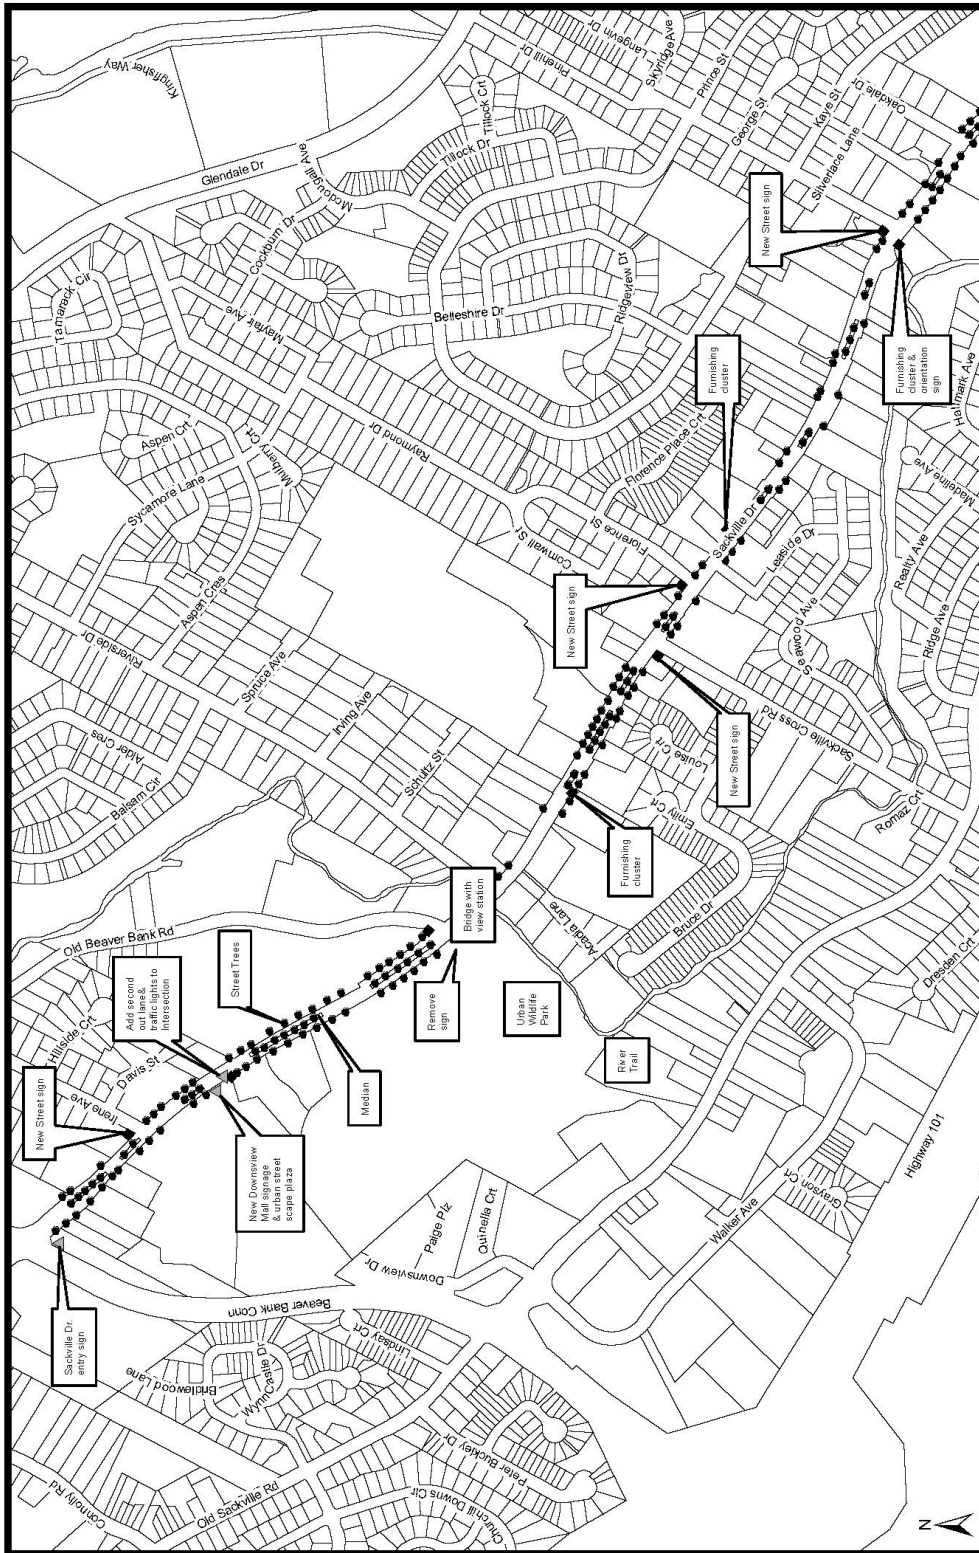 Connolly Rd
Old Sackville Rd
Churchill Downs Cir
Peter Buckley Dr
Bridlewood Lane
WynnCastle Dr
Lindsay Crt
Beaver Bank Conn
Sackville Dr.
entry sign
Downsview Dr
Paige Plz
Quinella Crt
Walker Ave
Grayson Crt
Highway 101
New Downsview
Mall signage
& urban street
scape plaza
New Street sign
Irene Ave
Davis St
Hillside Crt
Add second
out lane &
traffic lights to
Intersection
Median
Street Trees
Old Beaver Bank Rd
Remove
sign
Bridge with
view station
Urban
Wildlife
Park
River
Trail
Acadia Lane
Bruce Dr
Dresden Crt
Balsam Cir
Alder Cres
Riverside Dr
Schultz St
Irving Ave
Spruce Ave
Aspen Cres
Sycamore Lane
Aspen Crt
Mulberry Crt
Furnishing
cluster
Emily Crt
Louise Crt
Romaz Crt
Sackville Cross Rd
New Street sign
New Street sign
Seawood Ave
Leaside Dr
Sackville Dr
Cornwall St
Florence St
Florence Place Crt
Raymond Dr
Ridge Ave
Realty Ave
Madeline Ave
Hallmark Ave
Furnishing
cluster
Furnishing
cluster &
orientation
sign
New Street sign
Tamarack Cir
Mayfair Ave
Cockburn Dr
Mcdougall Ave
Glendale Dr
Kingfisher Way
Tillock Dr
Tillock Crt
Belleshire Dr
Ridgeview Dr
Pinehill Dr
Langevin Dr
Skyridge Ave
Prince St
George St
Kaye St
Silverlace Lane
Oakdale Dr
N